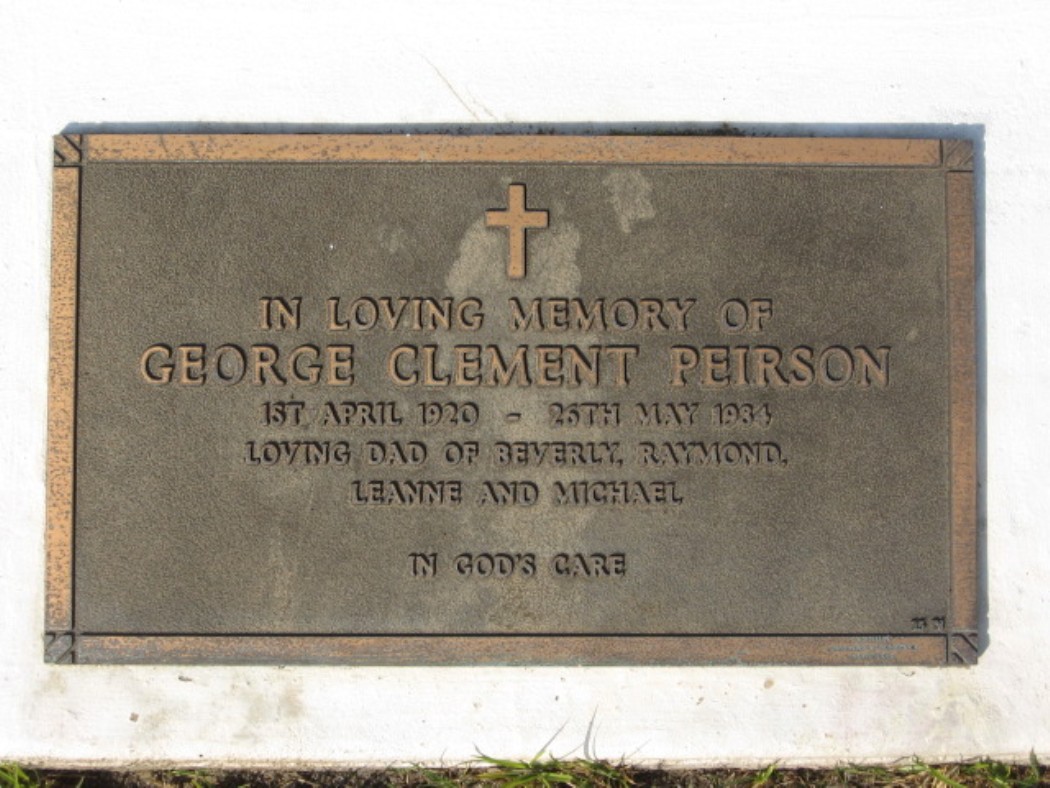 IN LOVING MEMORY OF
GEORGE CLEMENT PEIRSON
1ST APRIL 1920 - 26TH MAY 1984
LOVING DAD OF BEVERLY, RAYMOND,
LEANNE AND MICHAEL
IN GOD'S CARE